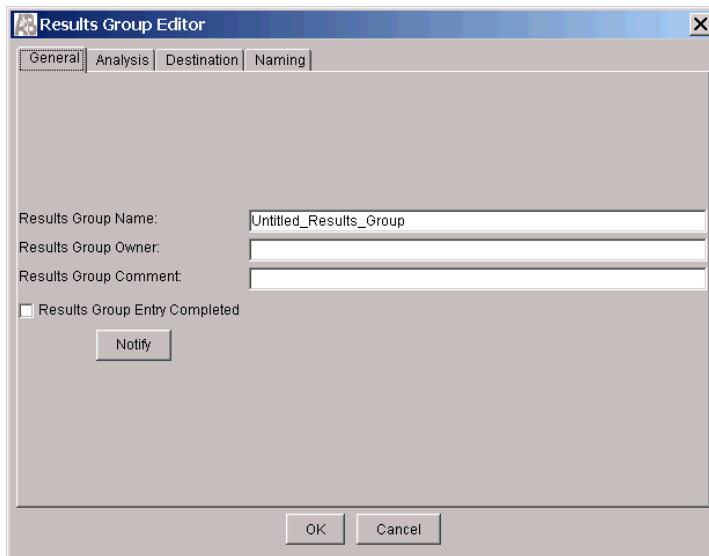 Results Group Editor
General Analysis Destination Naming
Results Group Name: Untitled_Results_Group
Results Group Owner:
Results Group Comment:
Results Group Entry Completed
Notify
OK Cancel